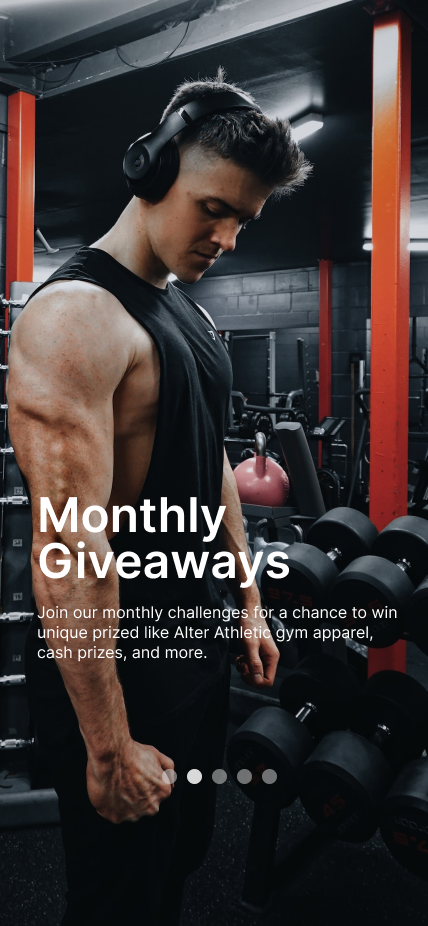 Monthly
Giveaways
Join our monthly challenges for a chance to win
unique prized like Alter Athletic gym apparel,
cash prizes, and more.